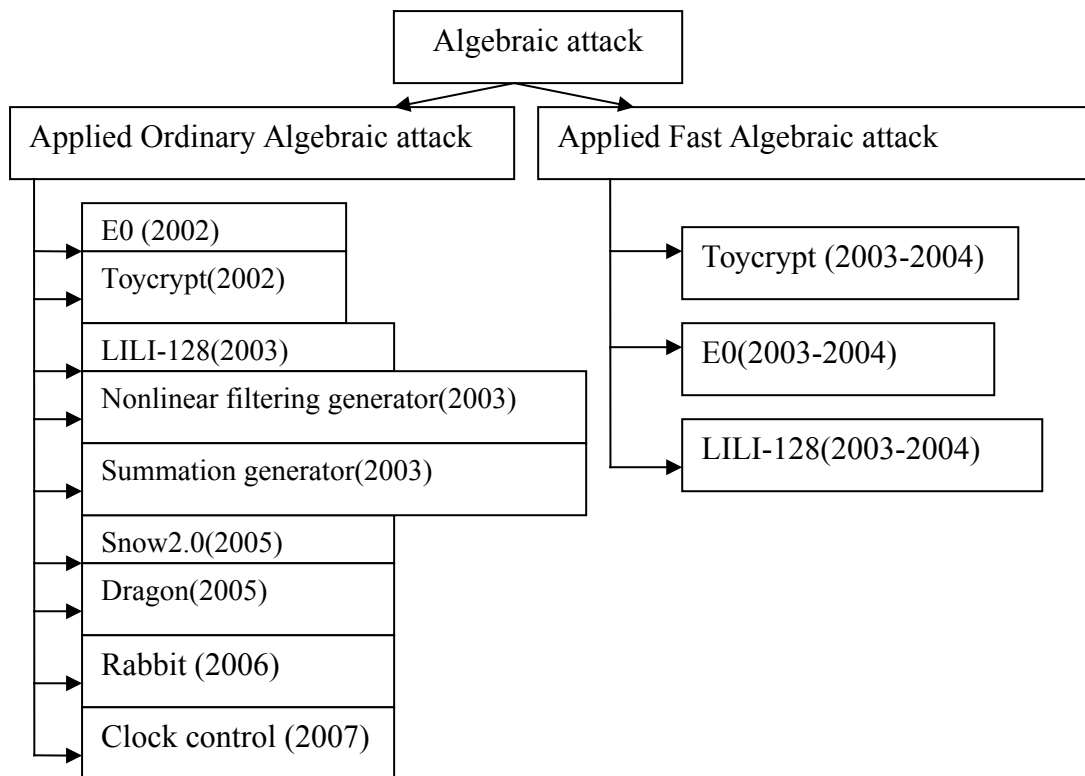 Algebraic attack
Applied Ordinary Algebraic attack
E0 (2002)
Toycrypt(2002)
LILI-128(2003)
Nonlinear filtering generator(2003)
Summation generator(2003)
Snow2.0(2005)
Dragon(2005)
Rabbit (2006)
Clock control (2007)
Applied Fast Algebraic attack
Toycrypt (2003-2004)
E0(2003-2004)
LILI-128(2003-2004)